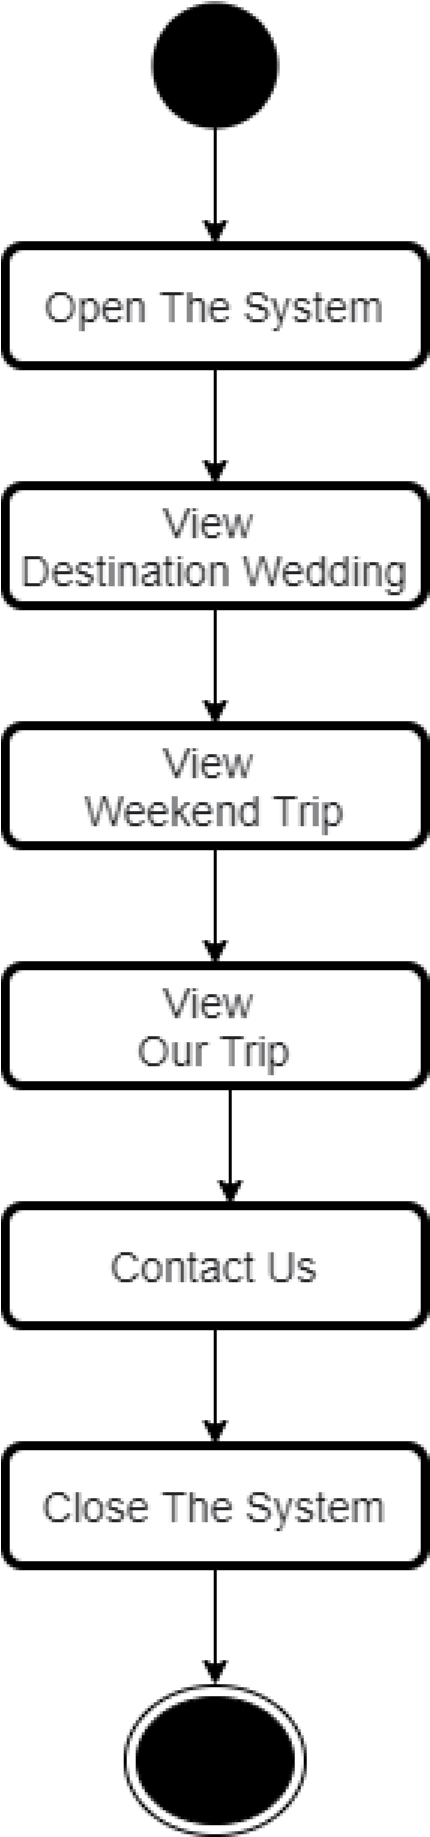 Open The System
View
Destination Wedding
View
Weekend Trip
View
Our Trip
Contact Us
Close The System